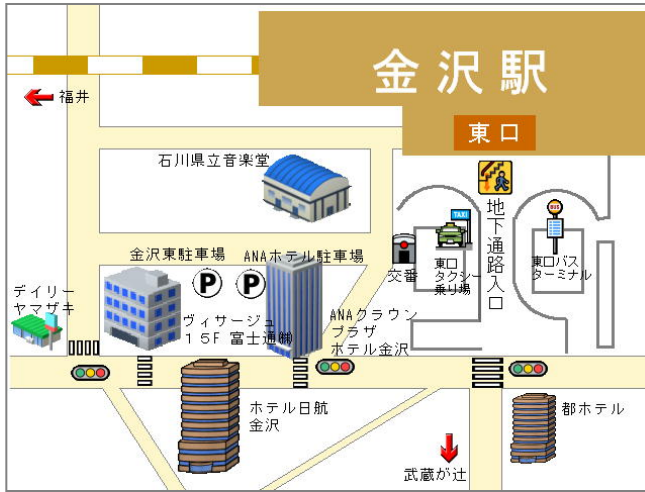 金沢駅
東口
福井
石川県立音楽堂
地下通路入口
TAXI
BUS
金沢東駐車場
ANAホテル駐車場
P
P
交番
東口
タクシー
乗り場
東口バス
ターミナル
デイリー
ヤマザキ
ヴィサージュ
15F 富士通㈱
ANAクラウン
プラザ
ホテル金沢
ホテル日航
金沢
都ホテル
武蔵が辻